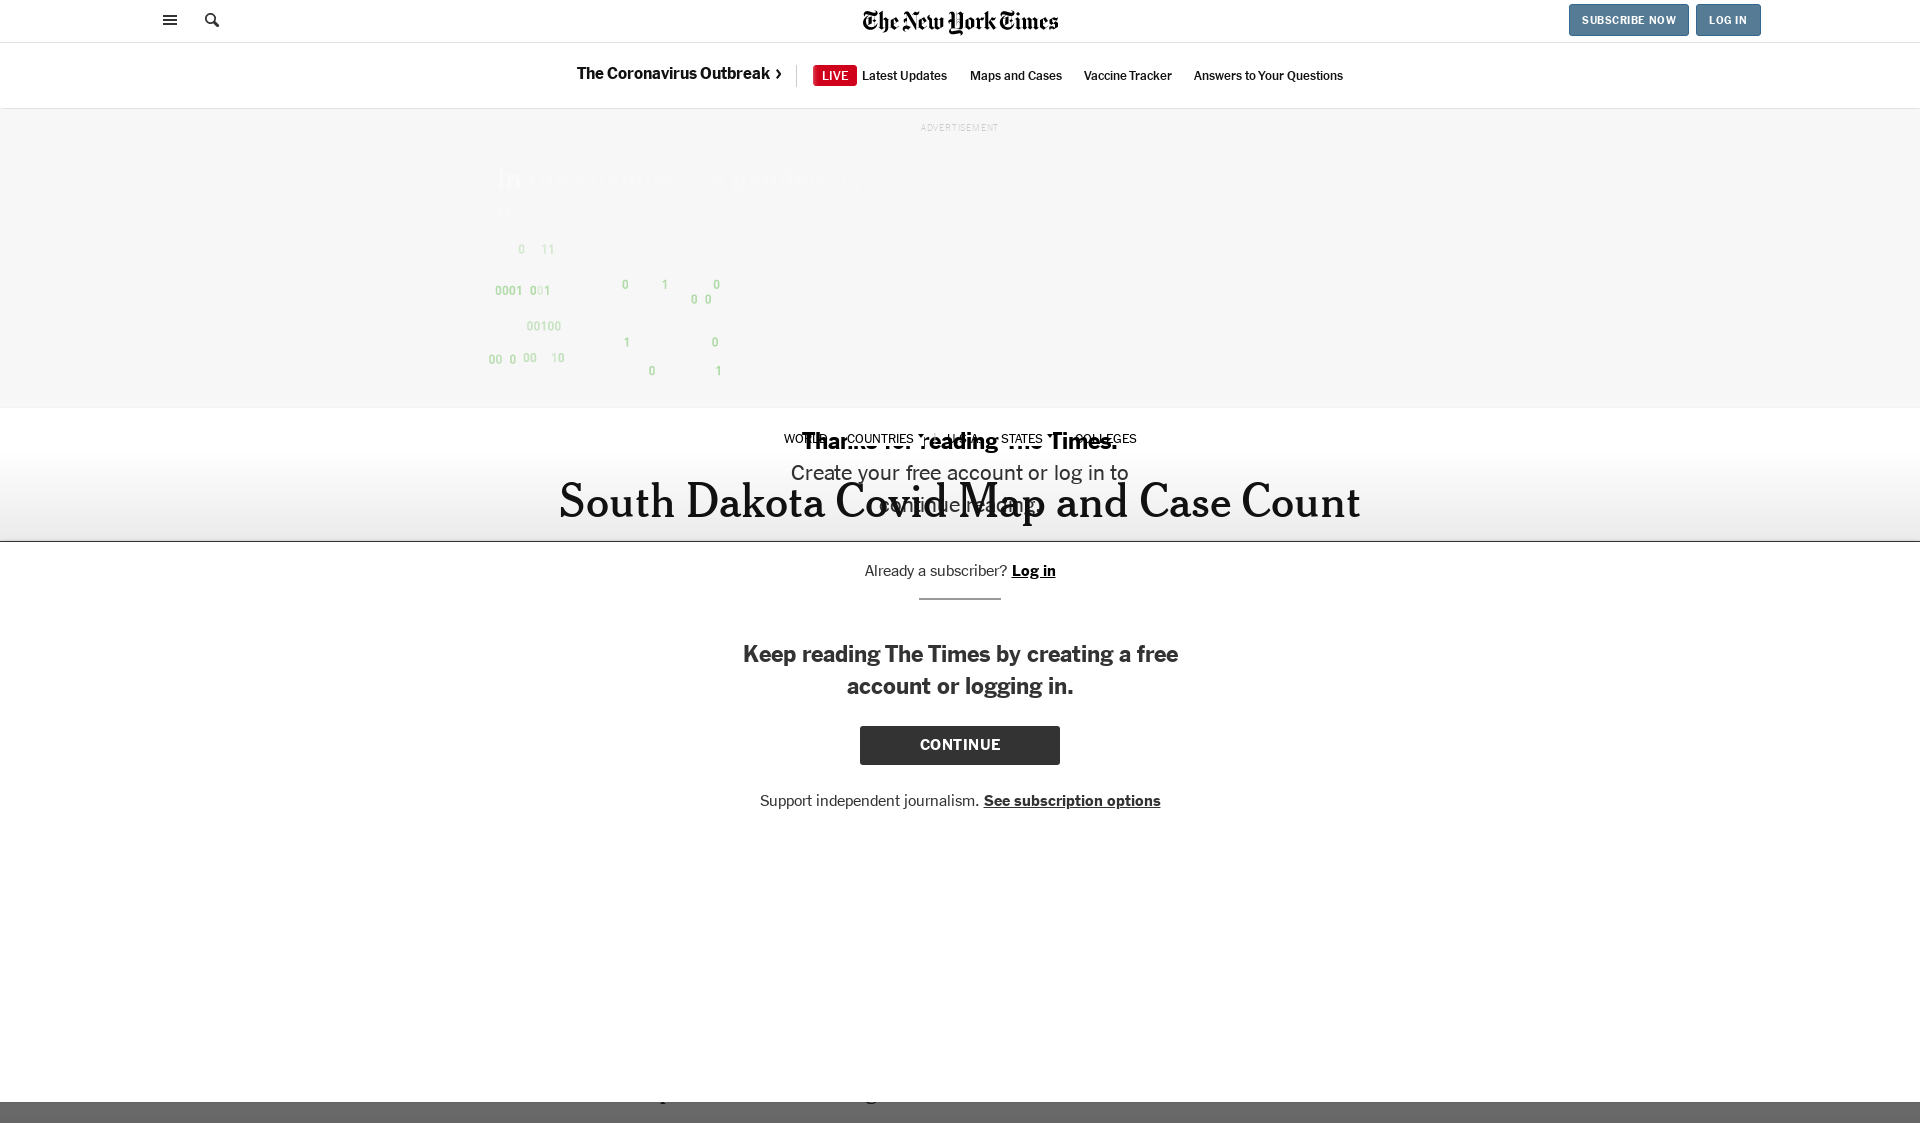 The New York Times
SUBSCRIBE NOW
LOG IN
The Coronavirus Outbreak ›
LIVE Latest Updates
Maps and Cases
Vaccine Tracker
Answers to Your Questions
ADVERTISEMENT
In
0 11
0001 001
0 1 0
0 0
00100
1 0
00 0 00 10
0 1
WORLD COUNTRIES U.S.A. STATES COLLEGES
Thanks for reading The Times.
Create your free account or log in to
continue reading.
South Dakota Covid Map and Case Count
Already a subscriber? Log in
Keep reading The Times by creating a free
account or logging in.
CONTINUE
Support independent journalism. See subscription options